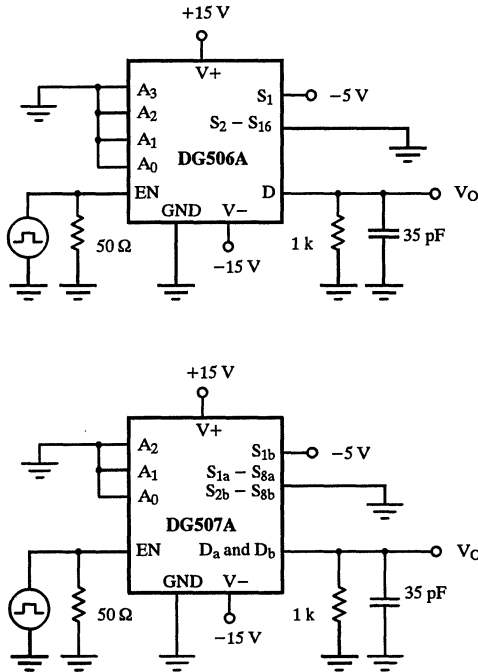 +15 V
V+
A3
A2
A1
A0
S1
−5 V
S2 – S16
DG506A
EN
D
VO
GND
V−
50 Ω
−15 V
1 k
35 pF
+15 V
V+
A2
A1
A0
S1b
−5 V
S1a – S8a
S2b – S8b
DG507A
EN
Da and Db
VO
GND
V−
50 Ω
−15 V
1 k
35 pF